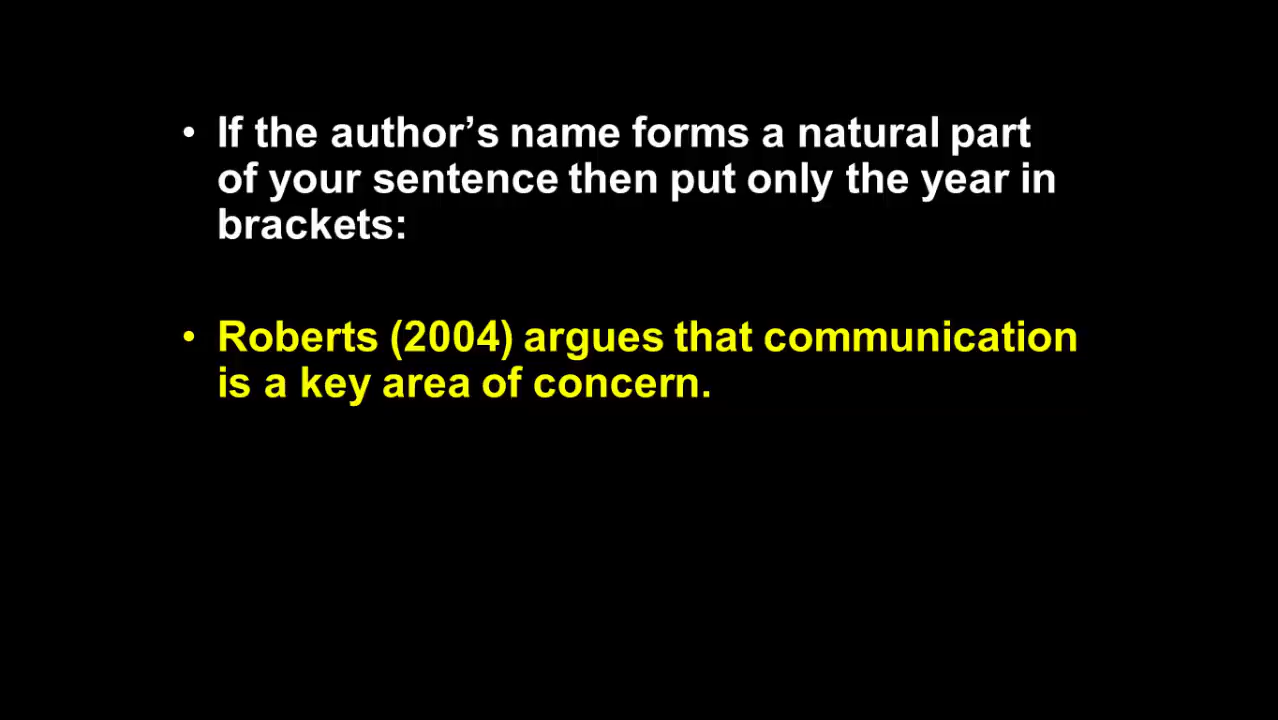 • If the author’s name forms a natural part
of your sentence then put only the year in
brackets:
• Roberts (2004) argues that communication
is a key area of concern.